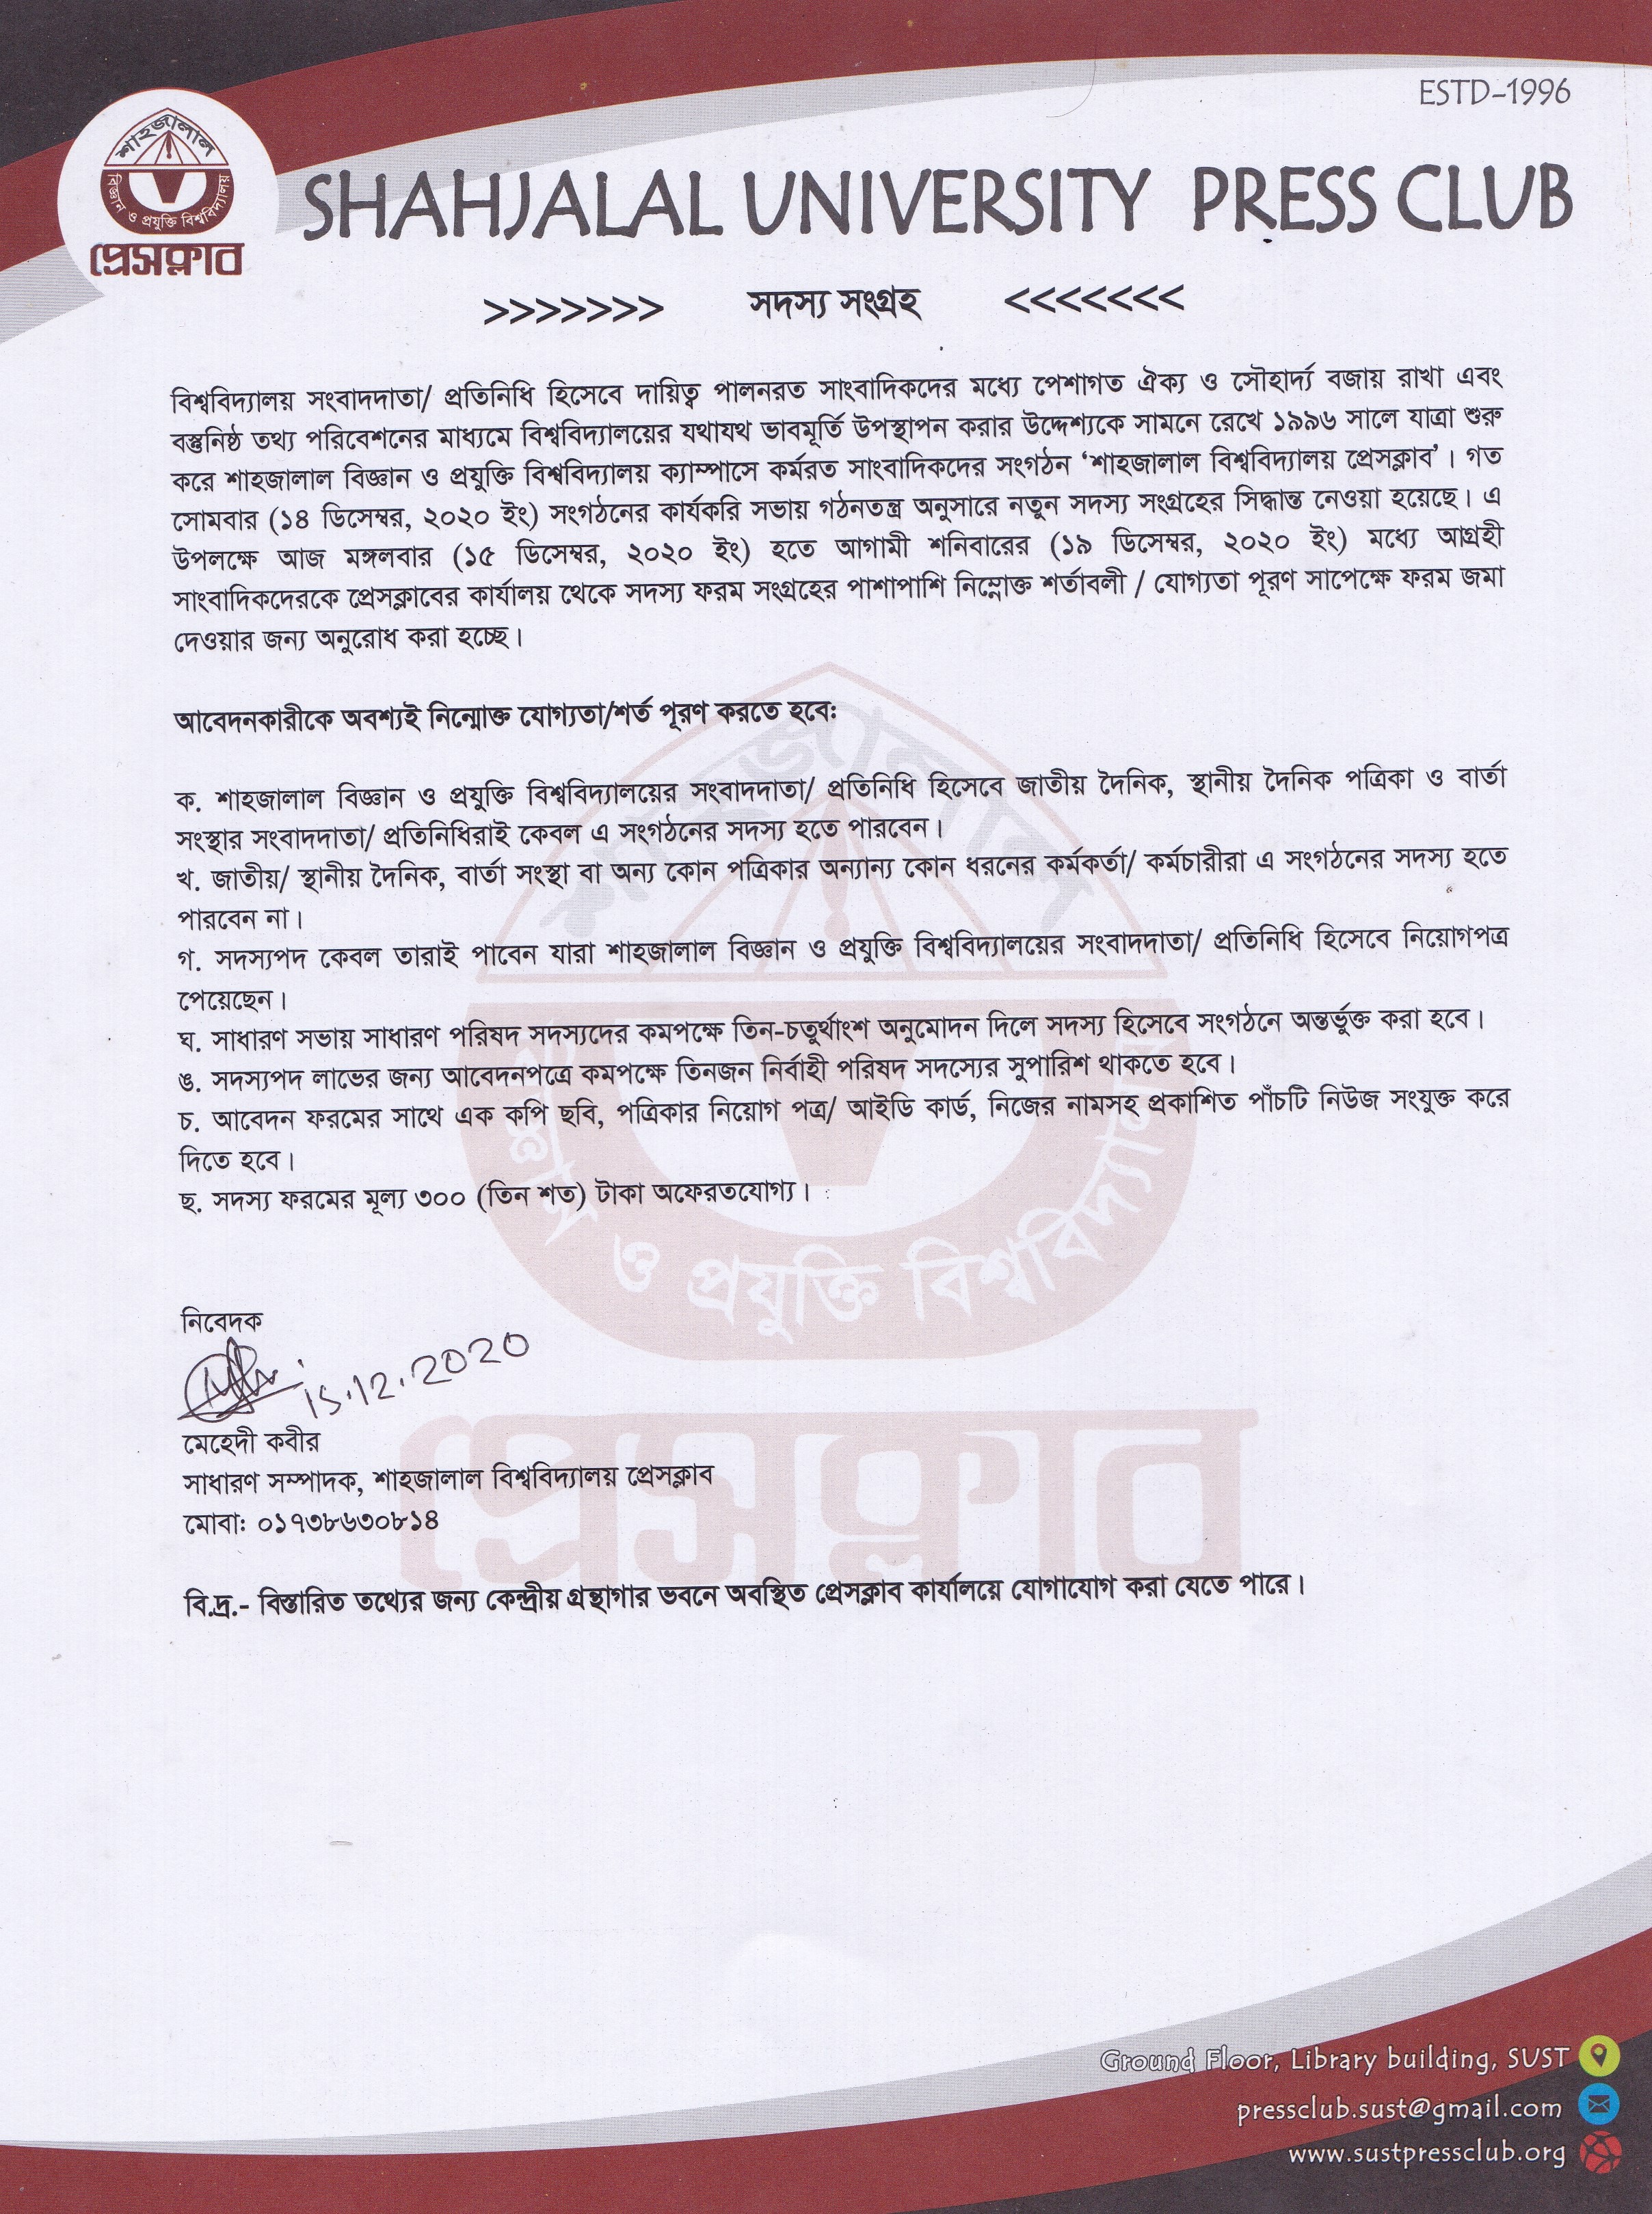 ESTD-1996
শাহজালাল
বিজ্ঞান ও প্রযুক্তি বিশ্ববিদ্যালয়
প্রেসক্লাব
SHAHJALAL UNIVERSITY PRESS CLUB
>>>>>>> সদস্য সংগ্রহ <<<<<<<
বিশ্ববিদ্যালয় সংবাদদাতা/ প্রতিনিধি হিসেবে দায়িত্ব পালনরত সাংবাদিকদের মধ্যে পেশাগত ঐক্য ও সৌহার্দ্য বজায় রাখা এবং
বস্তুনিষ্ঠ তথ্য পরিবেশনের মাধ্যমে বিশ্ববিদ্যালয়ের যথাযথ ভাবমূর্তি উপস্থাপন করার উদ্দেশ্যকে সামনে রেখে ১৯৯৬ সালে যাত্রা শুরু
করে শাহজালাল বিজ্ঞান ও প্রযুক্তি বিশ্ববিদ্যালয় ক্যাম্পাসে কর্মরত সাংবাদিকদের সংগঠন ‘শাহজালাল বিশ্ববিদ্যালয় প্রেসক্লাব’। গত
সোমবার (১৪ ডিসেম্বর, ২০২০ ইং) সংগঠনের কার্যকরি সভায় গঠনতন্ত্র অনুসারে নতুন সদস্য সংগ্রহের সিদ্ধান্ত নেওয়া হয়েছে। এ
উপলক্ষে আজ মঙ্গলবার (১৫ ডিসেম্বর, ২০২০ ইং) হতে আগামী শনিবারের (১৯ ডিসেম্বর, ২০২০ ইং) মধ্যে আগ্রহী
সাংবাদিকদেরকে প্রেসক্লাবের কার্যালয় থেকে সদস্য ফরম সংগ্রহের পাশাপাশি নিম্নোক্ত শর্তাবলী / যোগ্যতা পূরণ সাপেক্ষে ফরম জমা
দেওয়ার জন্য অনুরোধ করা হচ্ছে।
আবেদনকারীকে অবশ্যই নিন্মোক্ত যোগ্যতা/শর্ত পূরণ করতে হবে:
ক. শাহজালাল বিজ্ঞান ও প্রযুক্তি বিশ্ববিদ্যালয়ের সংবাদদাতা/ প্রতিনিধি হিসেবে জাতীয় দৈনিক, স্থানীয় দৈনিক পত্রিকা ও বার্তা
সংস্থার সংবাদদাতা/ প্রতিনিধিরাই কেবল এ সংগঠনের সদস্য হতে পারবেন।
খ. জাতীয়/ স্থানীয় দৈনিক, বার্তা সংস্থা বা অন্য কোন পত্রিকার অন্যান্য কোন ধরনের কর্মকর্তা/ কর্মচারীরা এ সংগঠনের সদস্য হতে
পারবেন না।
গ. সদস্যপদ কেবল তারাই পাবেন যারা শাহজালাল বিজ্ঞান ও প্রযুক্তি বিশ্ববিদ্যালয়ের সংবাদদাতা/ প্রতিনিধি হিসেবে নিয়োগপত্র
পেয়েছেন।
ঘ. সাধারণ সভায় সাধারণ পরিষদ সদস্যদের কমপক্ষে তিন-চতুর্থাংশ অনুমোদন দিলে সদস্য হিসেবে সংগঠনে অন্তর্ভুক্ত করা হবে।
ঙ. সদস্যপদ লাভের জন্য আবেদনপত্রে কমপক্ষে তিনজন নির্বাহী পরিষদ সদস্যের সুপারিশ থাকতে হবে।
চ. আবেদন ফরমের সাথে এক কপি ছবি, পত্রিকার নিয়োগ পত্র/ আইডি কার্ড, নিজের নামসহ প্রকাশিত পাঁচটি নিউজ সংযুক্ত করে
দিতে হবে।
ছ. সদস্য ফরমের মূল্য ৩০০ (তিন শত) টাকা অফেরতযোগ্য।
নিবেদক
15.12.2020
মেহেদী কবীর
সাধারণ সম্পাদক, শাহজালাল বিশ্ববিদ্যালয় প্রেসক্লাব
মোবা: ০১৭৩৮৬৩০৮১৪
বি.দ্র.- বিস্তারিত তথ্যের জন্য কেন্দ্রীয় গ্রন্থাগার ভবনে অবস্থিত প্রেসক্লাব কার্যালয়ে যোগাযোগ করা যেতে পারে।
Ground Floor, Library building, SUST
pressclub.sust@gmail.com
www.sustpressclub.org